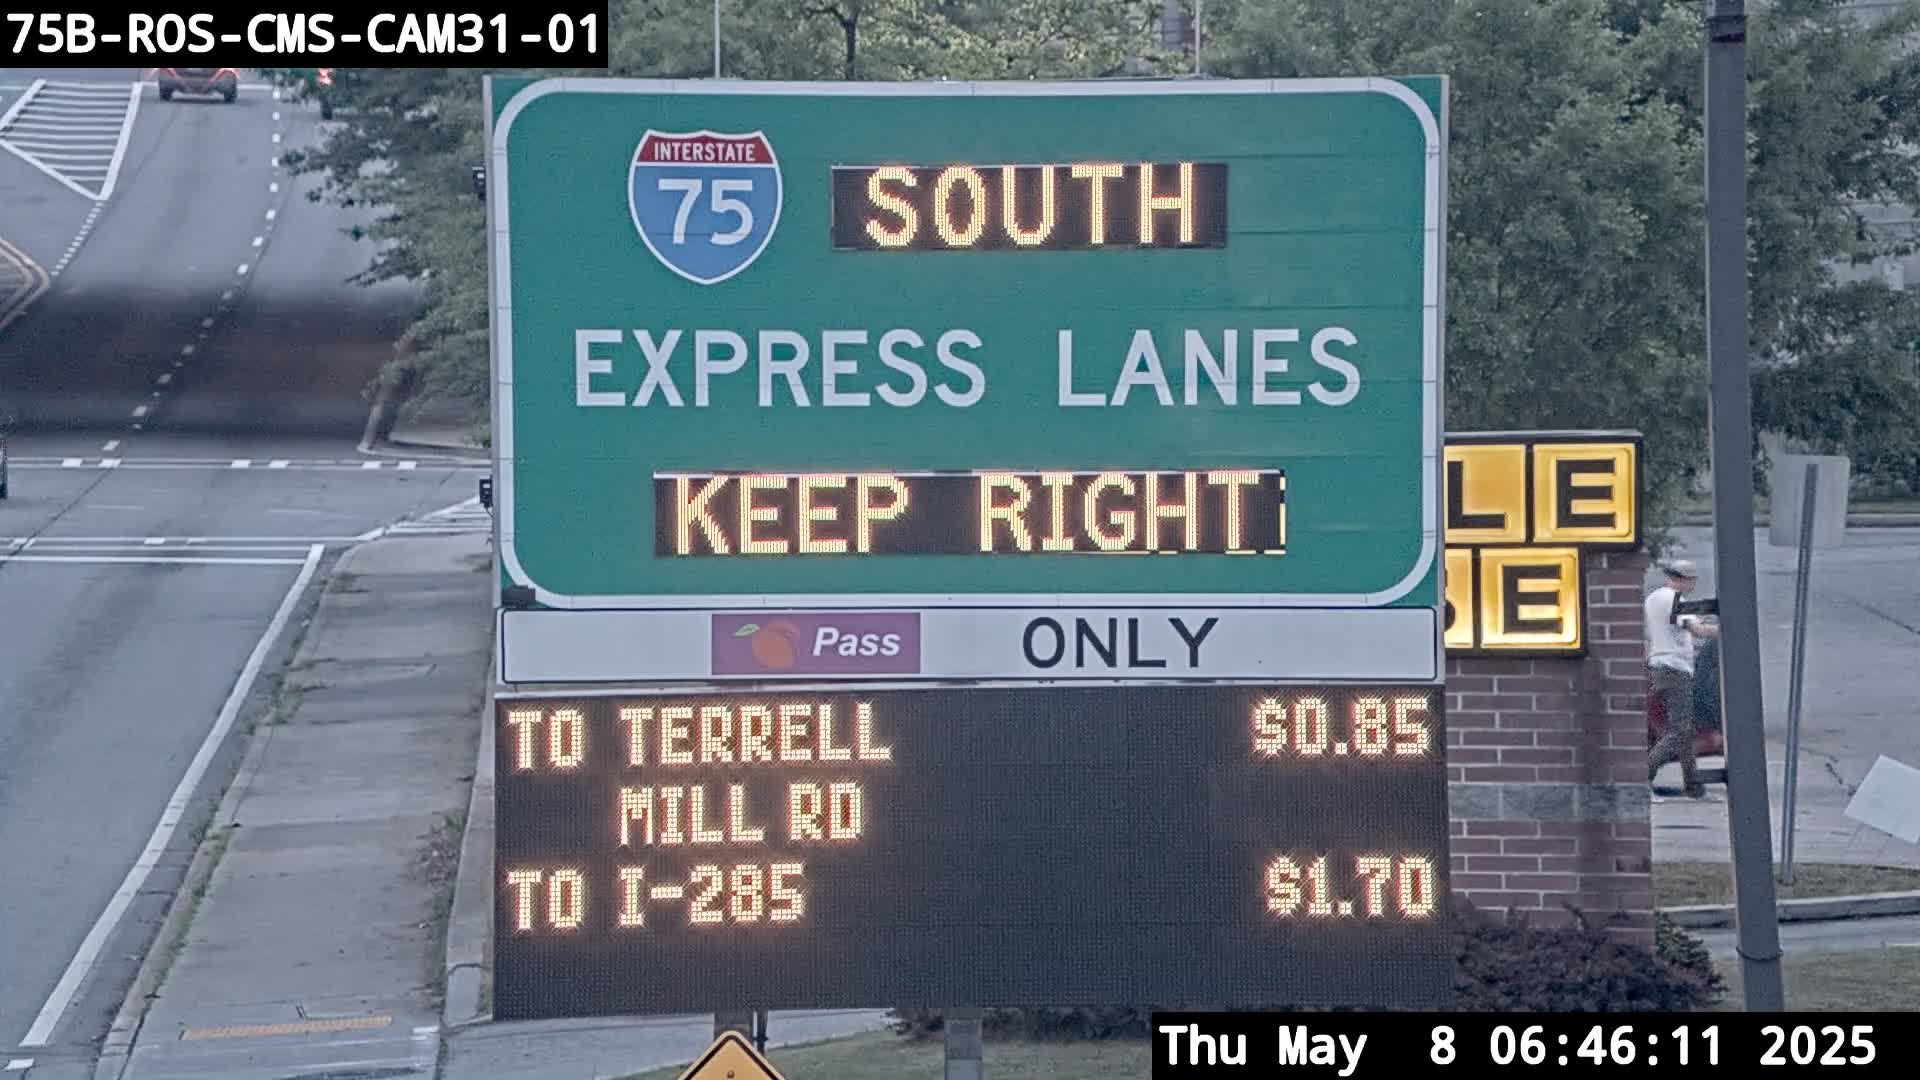 75B-ROS-CMS-CAM31-01
INTERSTATE
75
SOUTH
EXPRESS LANES
KEEP RIGHT
Pass ONLY
TO TERRELL $0.85
MILL RD
TO I-285 $1.70
LE
E
Thu May 8 06:46:11 2025